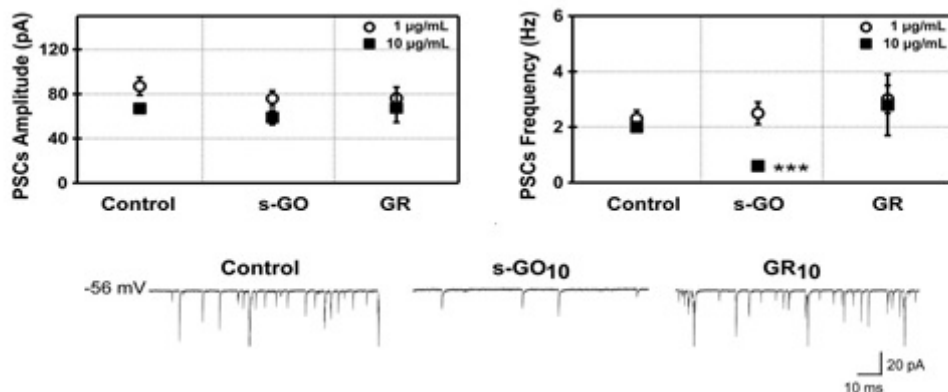 PSCs Amplitude (pA)
120
80
40
0
1 µg/mL
10 µg/mL
Control s-GO GR
PSCs Frequency (Hz)
6
4
2
0
1 µg/mL
10 µg/mL
***
Control s-GO GR
Control s-GO10 GR10
-56 mV
20 pA
10 ms